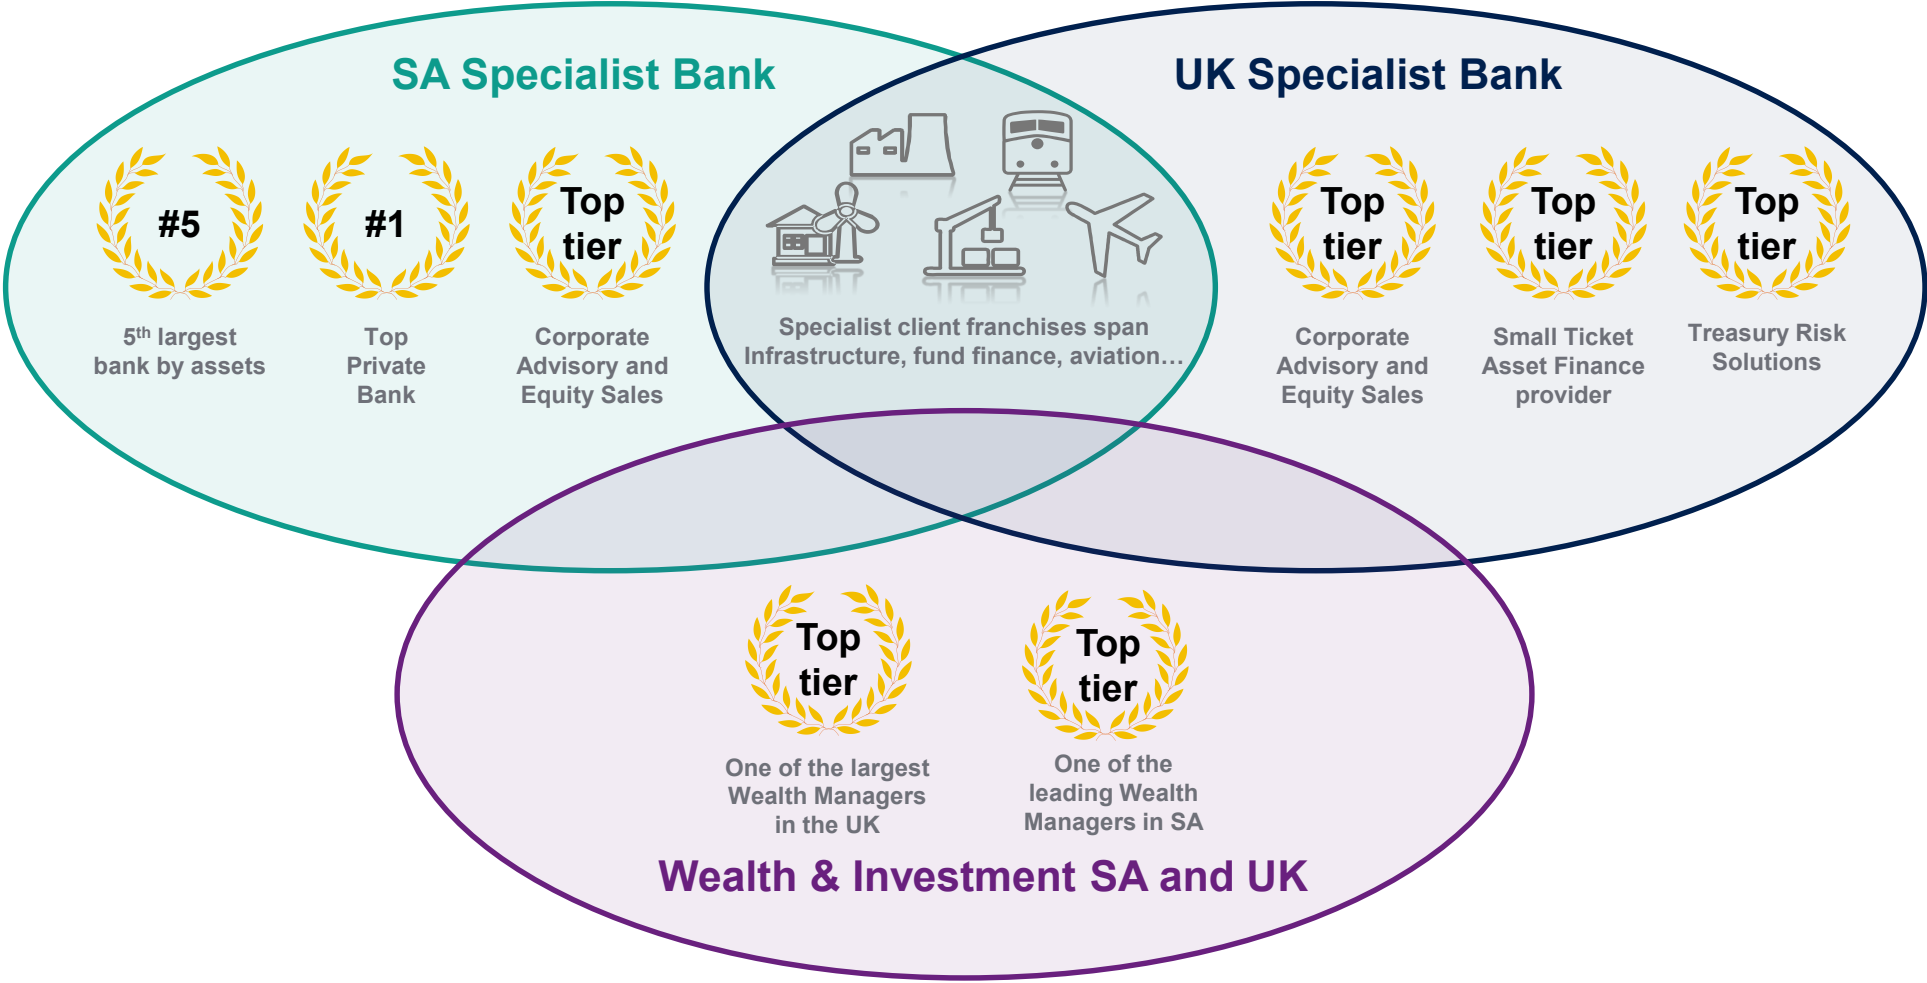 SA Specialist Bank
UK Specialist Bank
#5
#1
Top
tier
5th largest
bank by assets
Top
Private
Bank
Corporate
Advisory and
Equity Sales
Specialist client franchises span
Infrastructure, fund finance, aviation…
Top
tier
Top
tier
Top
tier
Corporate
Advisory and
Equity Sales
Small Ticket
Asset Finance
provider
Treasury Risk
Solutions
Top
tier
Top
tier
One of the largest
Wealth Managers
in the UK
One of the
leading Wealth
Managers in SA
Wealth & Investment SA and UK